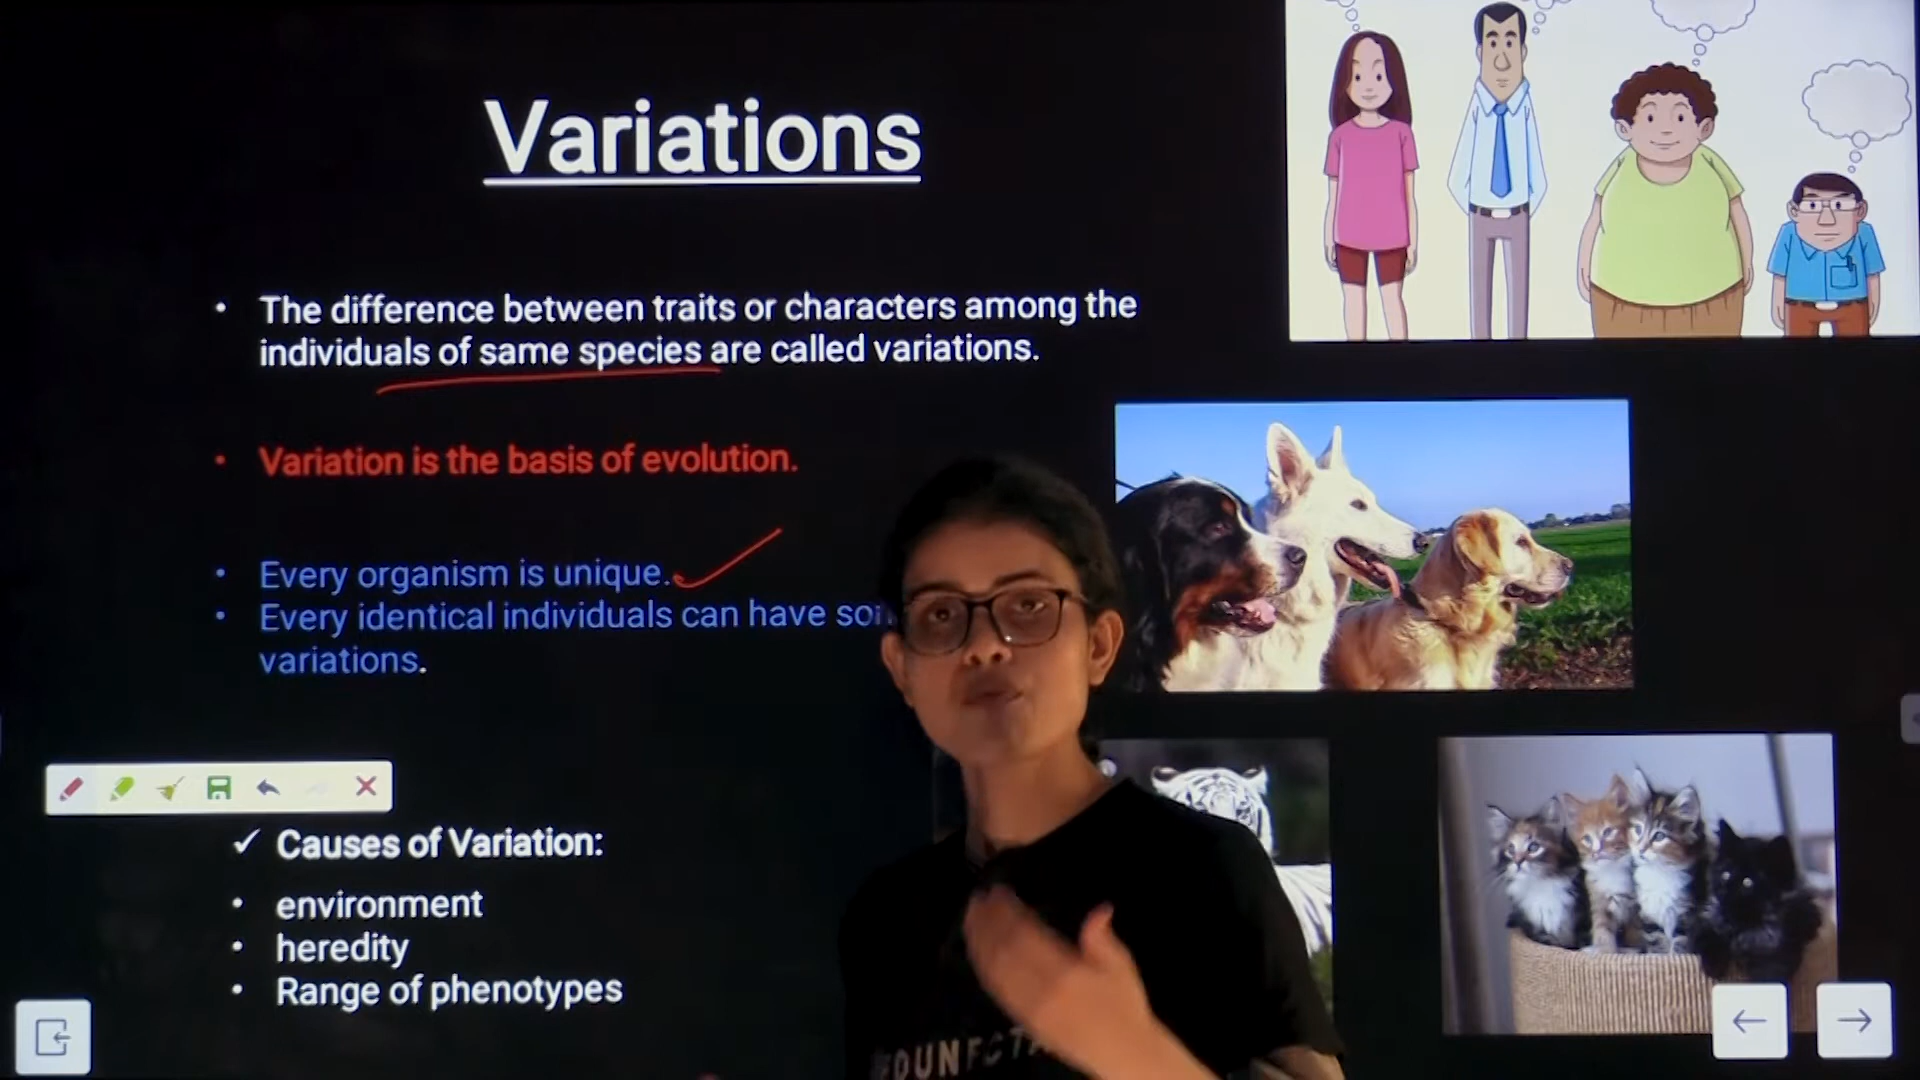 Variations
• The difference between traits or characters among the
individuals of same species are called variations.
• Variation is the basis of evolution.
• Every organism is unique.
• Every identical individuals can have
variations.
✓ Causes of Variation:
• environment
• heredity
• Range of phenotypes